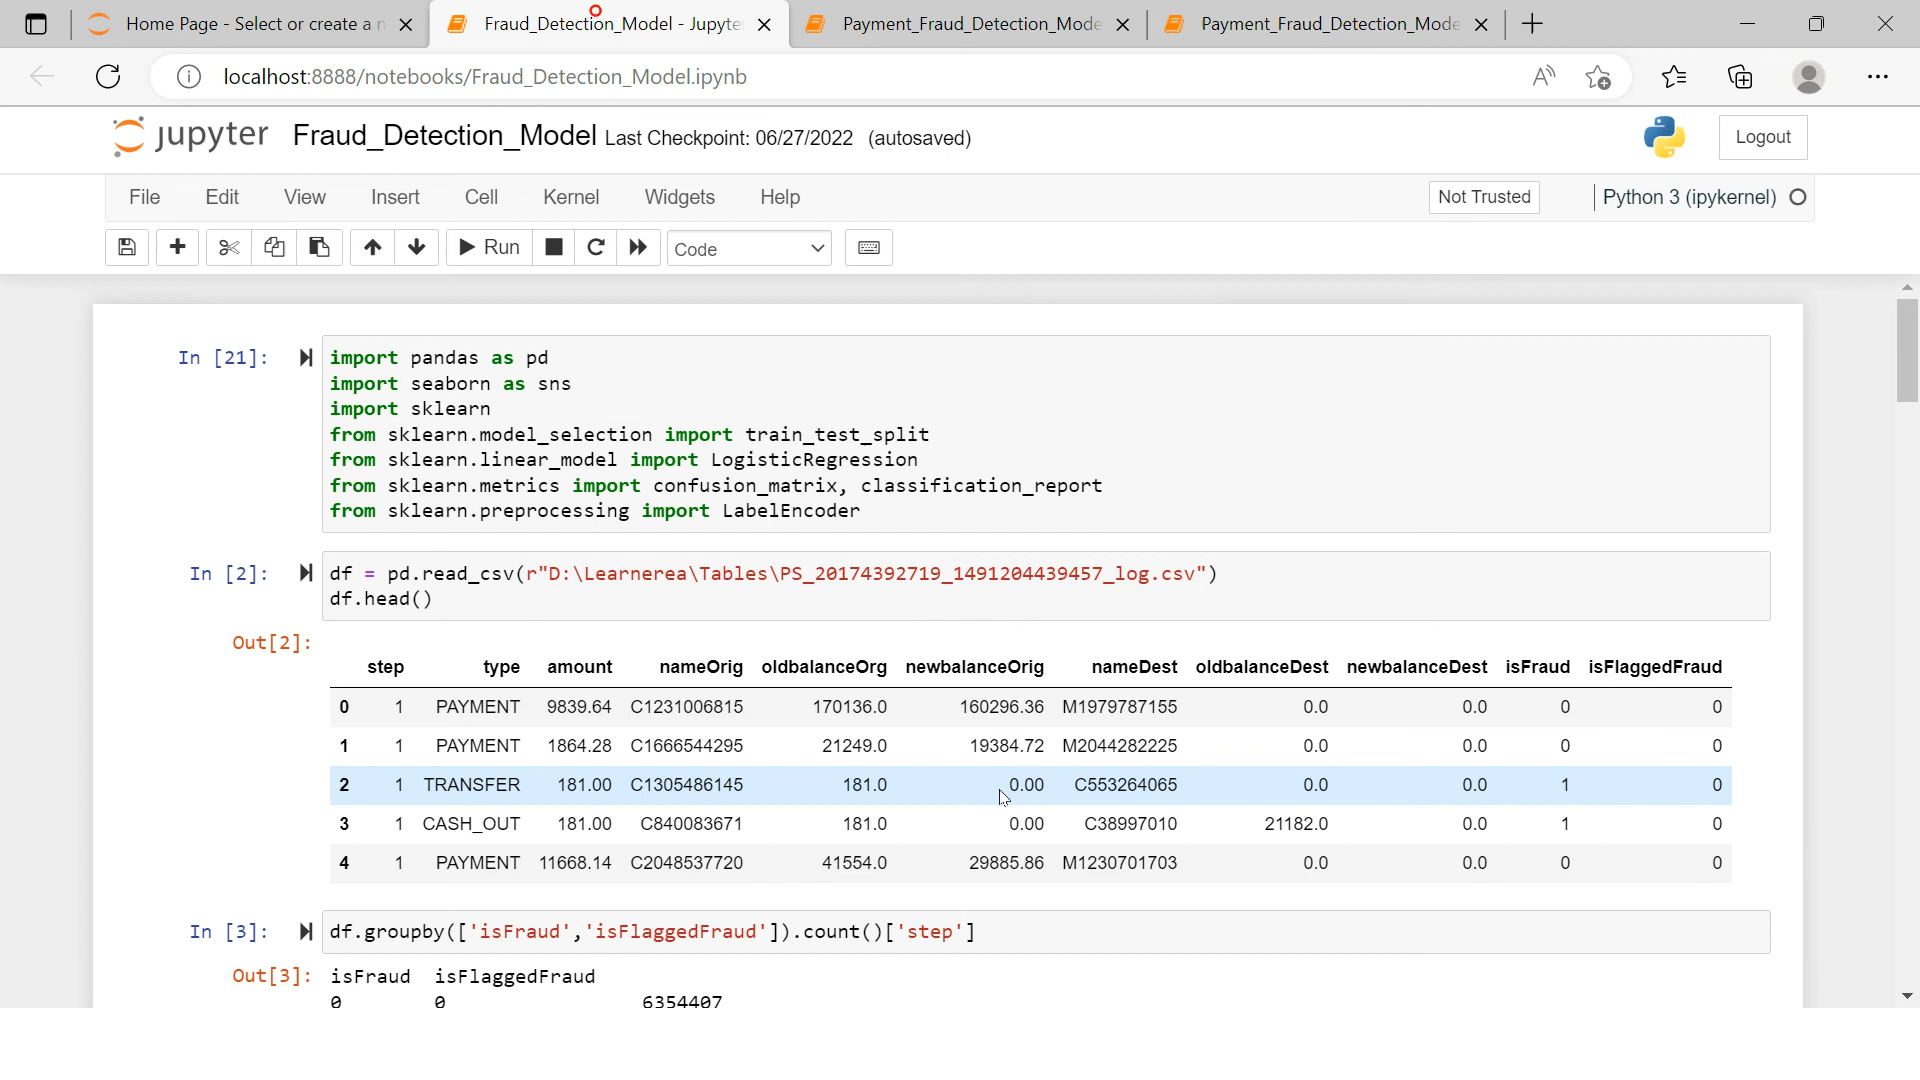 Home Page - Select or create a n
Fraud_Detection_Model - Jupyte
Payment_Fraud_Detection_Mode
Payment_Fraud_Detection_Mode
localhost:8888/notebooks/Fraud_Detection_Model.ipynb
jupyter Fraud_Detection_Model Last Checkpoint: 06/27/2022 (autosaved)
Logout
File Edit View Insert Cell Kernel Widgets Help Not Trusted Python 3 (ipykernel)
Run Code
In [21]: import pandas as pd
import seaborn as sns
import sklearn
from sklearn.model_selection import train_test_split
from sklearn.linear_model import LogisticRegression
from sklearn.metrics import confusion_matrix, classification_report
from sklearn.preprocessing import LabelEncoder
In [2]: df = pd.read_csv(r"D:\Learnerea\Tables\PS_20174392719_1491204439457_log.csv")
df.head()
Out[2]:
step type amount nameOrig oldbalanceOrg newbalanceOrig nameDest oldbalanceDest newbalanceDest isFraud isFlaggedFraud
0 1 PAYMENT 9839.64 C1231006815 170136.0 160296.36 M1979787155 0.0 0.0 0 0
1 1 PAYMENT 1864.28 C1666544295 21249.0 19384.72 M2044282225 0.0 0.0 0 0
2 1 TRANSFER 181.00 C1305486145 181.0 0.00 C553264065 0.0 0.0 1 0
3 1 CASH_OUT 181.00 C840083671 181.0 0.00 C38997010 21182.0 0.0 1 0
4 1 PAYMENT 11668.14 C2048537720 41554.0 29885.86 M1230701703 0.0 0.0 0 0
In [3]: df.groupby(['isFraud','isFlaggedFraud']).count()['step']
Out[3]: isFraud isFlaggedFraud
0 0 6354407